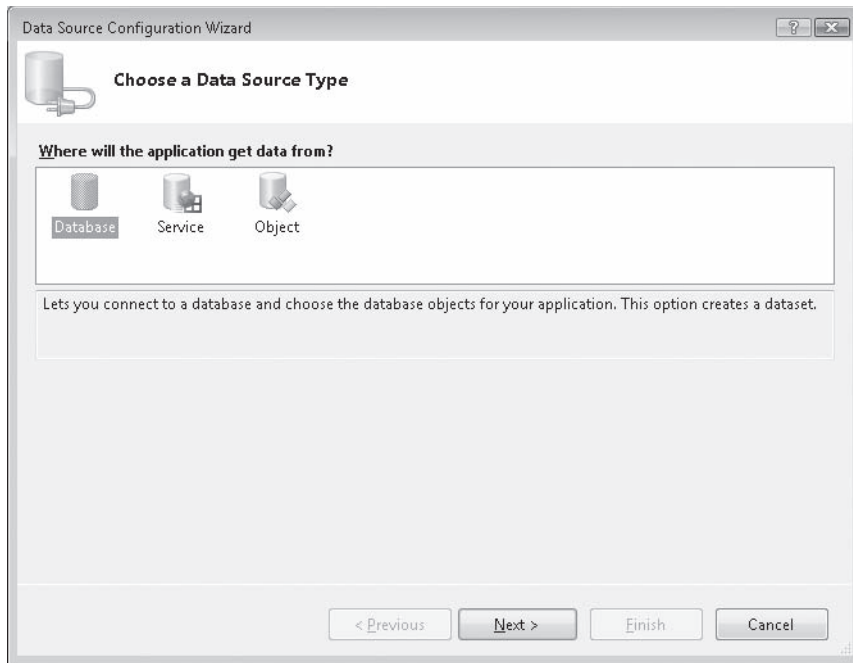 Data Source Configuration Wizard
?
Choose a Data Source Type
Where will the application get data from?
Database Service Object
Lets you connect to a database and choose the database objects for your application. This option creates a dataset.
< Previous Next > Finish Cancel